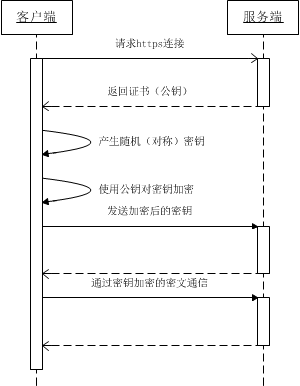 客户端
服务端
请求https连接
返回证书（公钥）
产生随机（对称）密钥
使用公钥对密钥加密
发送加密后的密钥
通过密钥加密的密文通信